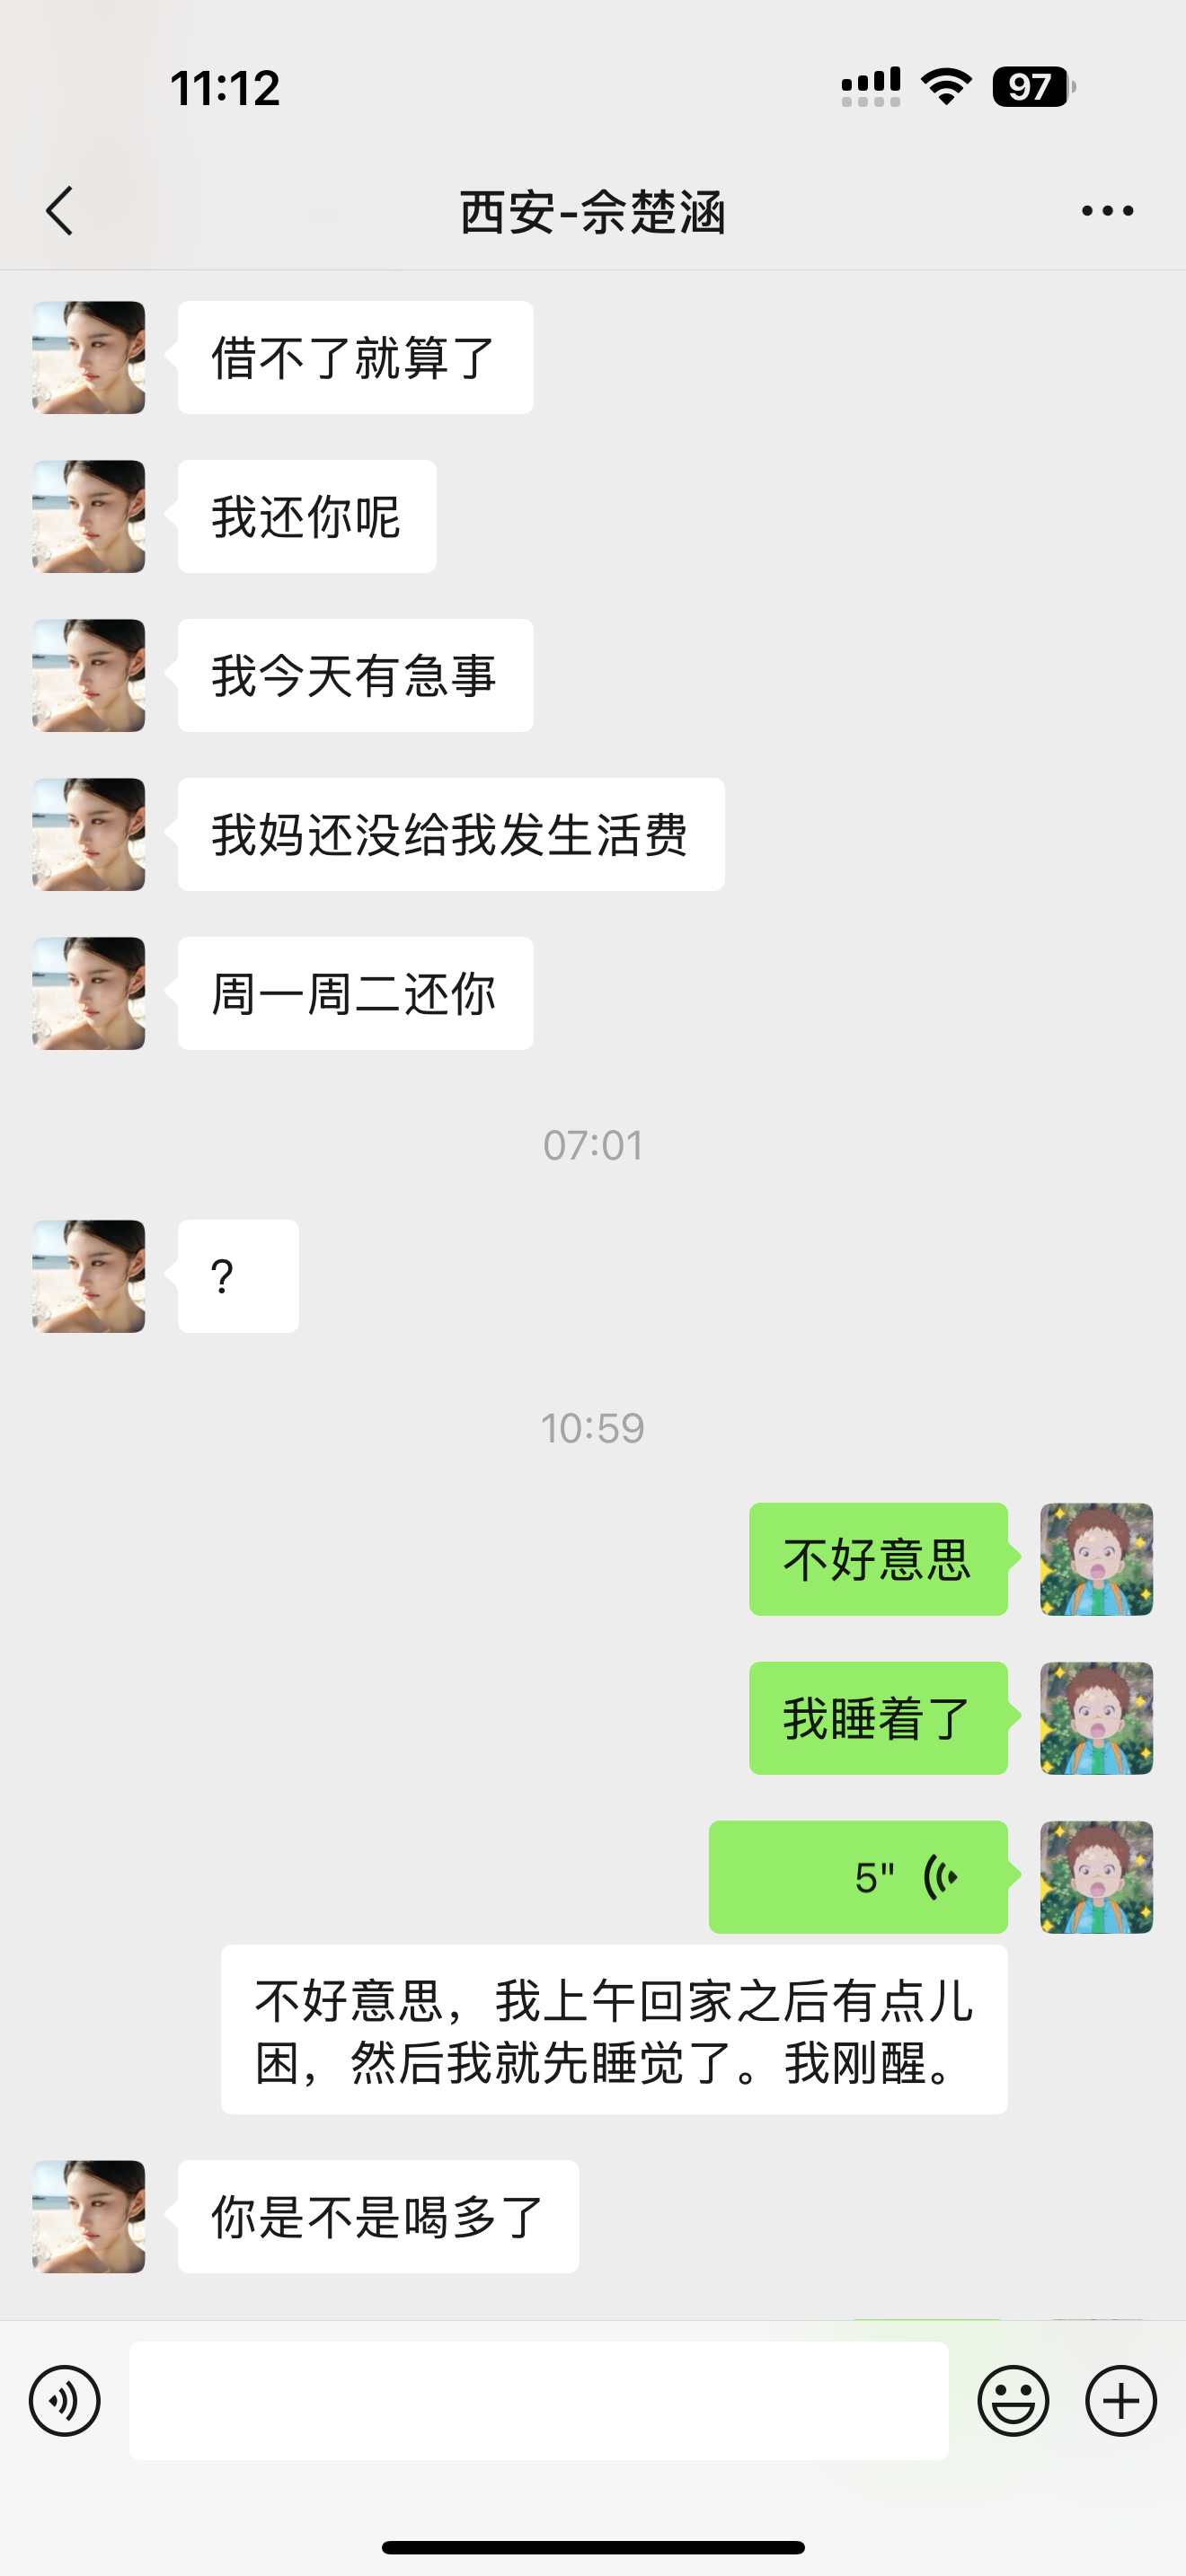 11:12
97
西安-佘楚涵
借不了就算了
我还你呢
我今天有急事
我妈还没给我发生活费
周一周二还你
07:01
?
10:59
不好意思
我睡着了
5"
不好意思，我上午回家之后有点儿
困，然后我就先睡觉了。我刚醒。
你是不是喝多了